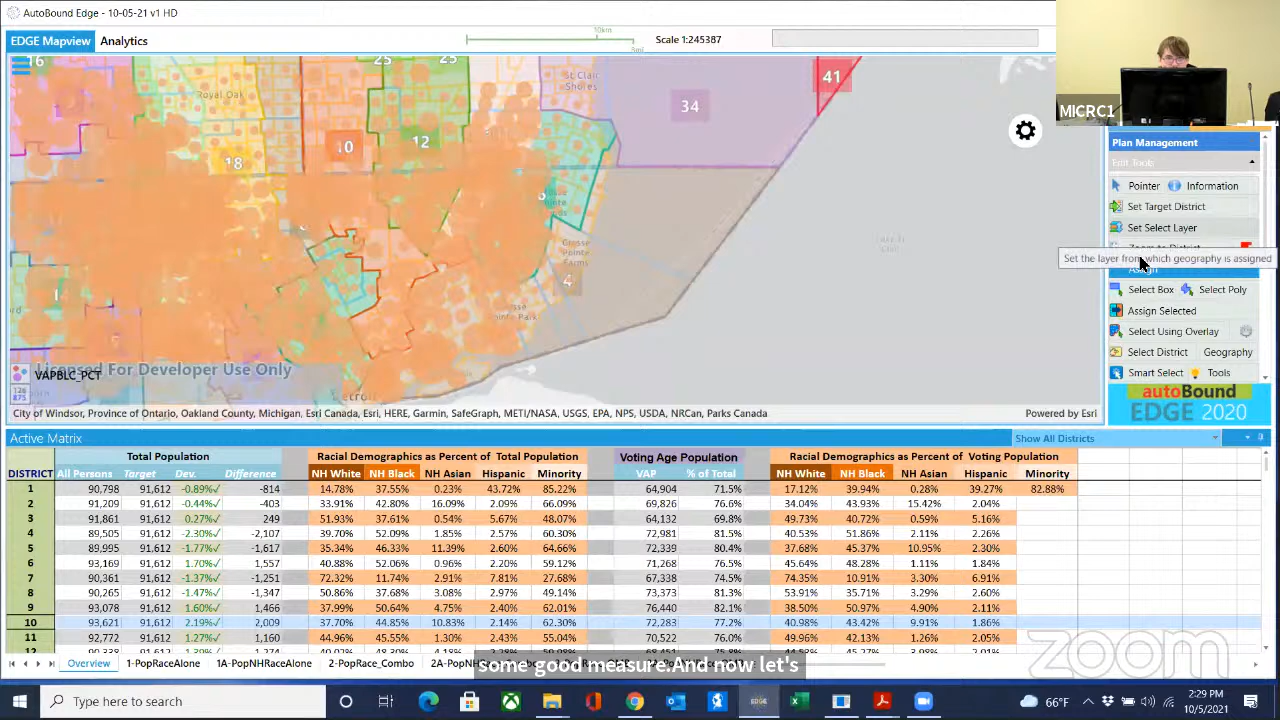 AutoBound Edge - 10-05-21 v1 HD
EDGE Mapview Analytics
10km
Scale 1:245387
16
25
25
St Clair Shores
41
Royal Oak
34
18
10
12
Grosse Pointe Farms
4
1
Licensed For Developer Use Only
VAPBLC_PCT
City of Windsor, Province of Ontario, Oakland County, Michigan, Esri Canada, Esri, HERE, Garmin, SafeGraph, METI/NASA, USGS, EPA, NPS, USDA, NRCan, Parks Canada
Powered by Esri
MICRC1
Plan Management
Edit Tools
Pointer Information
Set Target District
Set Select Layer
Zoom to District
Set the layer from which geography is assigned
Assign
Select Box Select Poly
Assign Selected
Select Using Overlay
Select District Geography
Smart Select Tools
autoBound
EDGE 2020
Active Matrix
Show All Districts
Total Population Racial Demographics as Percent of Total Population Voting Age Population Racial Demographics as Percent of Voting Population
DISTRICT All Persons Target Dev. Difference NH White NH Black NH Asian Hispanic Minority VAP % of Total NH White NH Black NH Asian Hispanic Minority
1 90,798 91,612 -0.89%✓ -814 14.78% 37.55% 0.23% 43.72% 85.22% 64,904 71.5% 17.12% 39.94% 0.28% 39.27% 82.88%
2 91,209 91,612 -0.44%✓ -403 33.91% 42.80% 16.09% 2.09% 66.09% 69,826 76.6% 34.04% 43.93% 15.42% 2.04%
3 91,861 91,612 0.27%✓ 249 51.93% 37.61% 0.54% 5.67% 48.07% 64,132 69.8% 49.73% 40.72% 0.59% 5.16%
4 89,505 91,612 -2.30%✓ -2,107 39.70% 52.09% 1.85% 2.57% 60.30% 72,981 81.5% 40.53% 51.86% 2.11% 2.26%
5 89,995 91,612 -1.77%✓ -1,617 35.34% 46.33% 11.39% 2.60% 64.66% 72,339 80.4% 37.68% 45.37% 10.95% 2.30%
6 93,169 91,612 1.70%✓ 1,557 40.88% 52.06% 0.96% 2.20% 59.12% 71,268 76.5% 45.64% 48.28% 1.11% 1.84%
7 90,361 91,612 -1.37%✓ -1,251 72.32% 11.74% 2.91% 7.81% 27.68% 67,338 74.5% 74.35% 10.91% 3.30% 6.91%
8 90,265 91,612 -1.47%✓ -1,347 50.86% 37.68% 3.08% 2.97% 49.14% 73,373 81.3% 53.91% 35.71% 3.29% 2.60%
9 93,078 91,612 1.60%✓ 1,466 37.99% 50.64% 4.75% 2.40% 62.01% 76,440 82.1% 38.50% 50.97% 4.90% 2.11%
10 93,621 91,612 2.19%✓ 2,009 37.70% 44.85% 10.83% 2.14% 62.30% 72,283 77.2% 40.98% 43.42% 9.91% 1.86%
11 92,772 91,612 1.27%✓ 1,160 44.96% 45.55% 1.30% 2.43% 55.04% 70,522 76.0% 49.96% 42.13% 1.26% 2.05%
Overview 1-PopRaceAlone 1A-PopNHRaceAlone 2-PopRace_Combo
some good measure.And now let's
zoom
Type here to search
EDGE
66°F
2:29 PM
10/5/2021